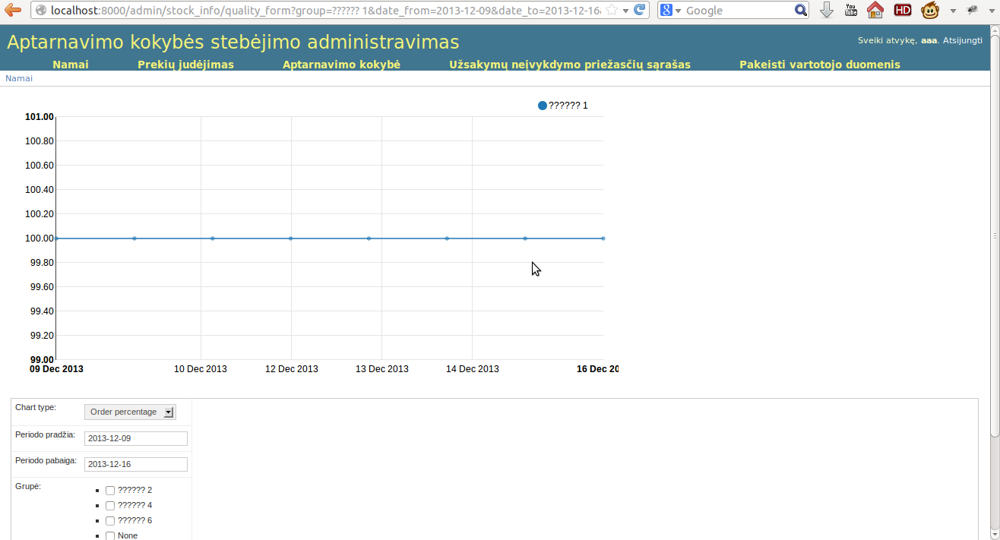 localhost:8000/admin/stock_info/quality_form?group=?????? 1&date_from=2013-12-09&date_to=2013-12-16&
Google
You Tube
HD
Aptarnavimo kokybės stebėjimo administravimas
Sveiki atvykę, aaa. Atsijungti
Namai Prekių judėjimas Aptarnavimo kokybė Užsakymų neįvykdymo priežasčių sąrašas Pakeisti vartotojo duomenis
Namai
?????? 1
101.00
100.80
100.60
100.40
100.20
100.00
99.80
99.60
99.40
99.20
99.00
09 Dec 2013 10 Dec 2013 12 Dec 2013 13 Dec 2013 14 Dec 2013 16 Dec 20
Chart type: Order percentage
Periodo pradžia: 2013-12-09
Periodo pabaiga: 2013-12-16
Grupė:
?????? 2
?????? 4
?????? 6
None